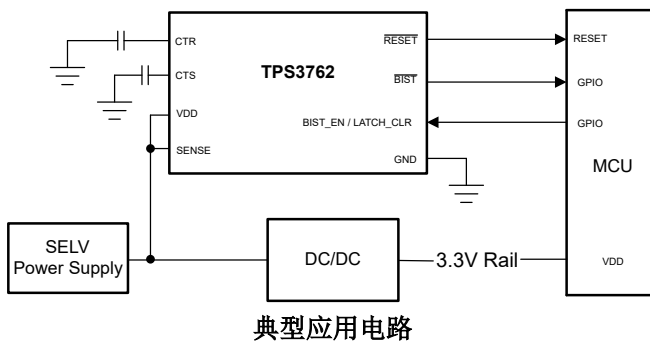 CTR
CTS
VDD
SENSE
TPS3762
RESET
BIST
BIST_EN / LATCH_CLR
GND
RESET
GPIO
GPIO
MCU
VDD
SELV
Power Supply
DC/DC
3.3V Rail
典型应用电路